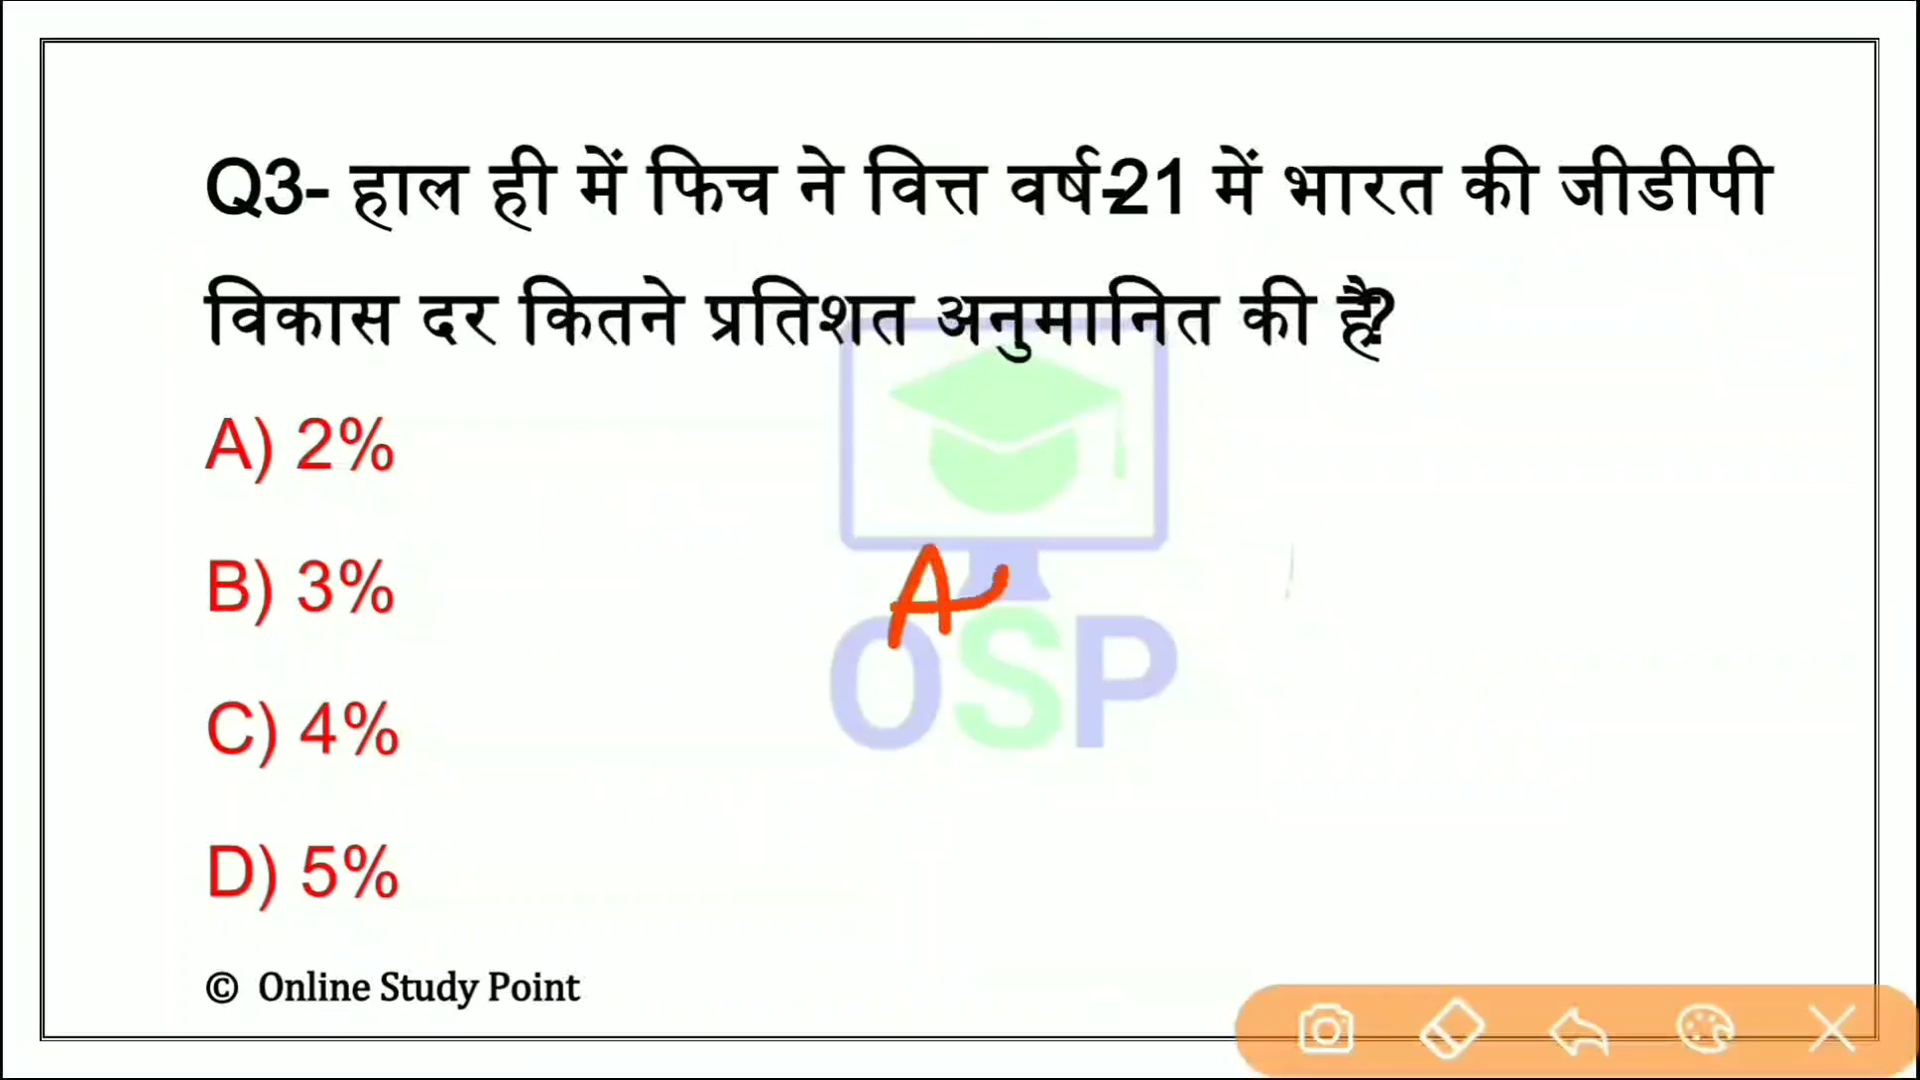 Q3- हाल ही में फिच ने वित्त वर्ष-21 में भारत की जीडीपी
विकास दर कितने प्रतिशत अनुमानित की है?
A) 2%
B) 3%
A
C) 4%
OSP
D) 5%
© Online Study Point